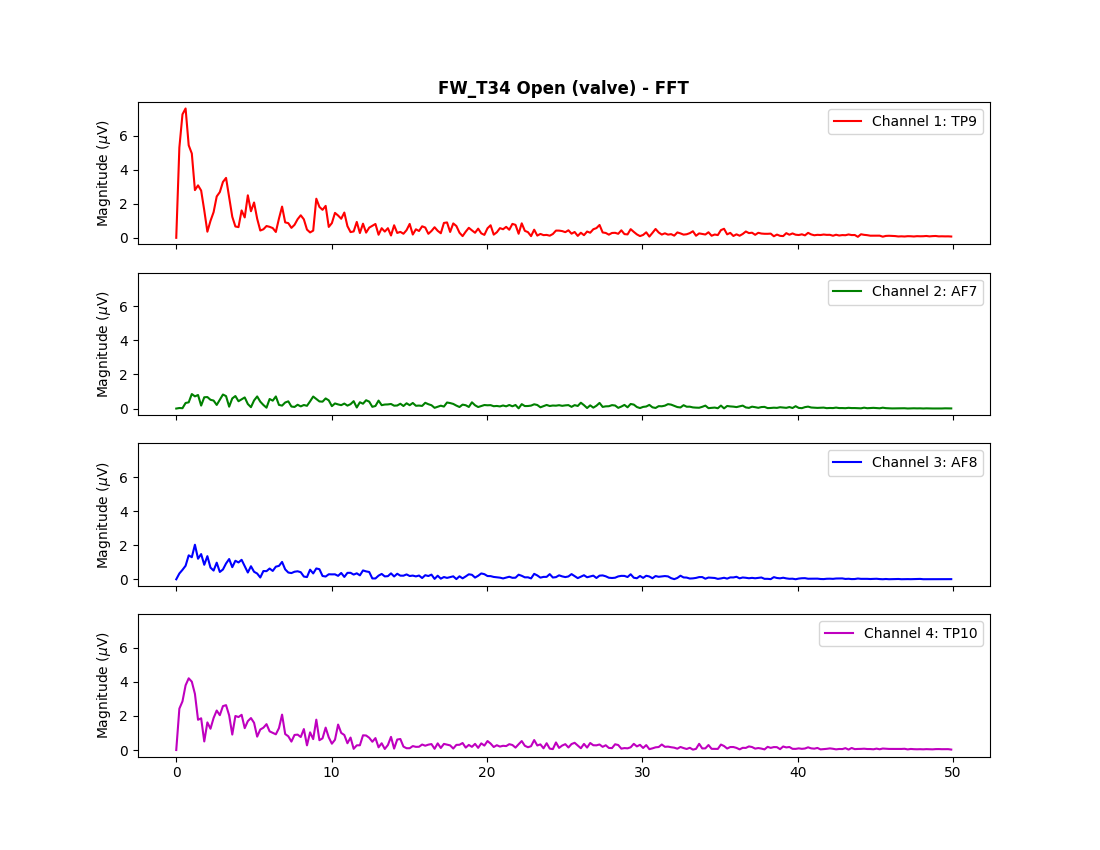 FW_T34 Open (valve) - FFT
Magnitude (μV)
6
4
2
0
Channel 1: TP9
Magnitude (μV)
6
4
2
0
Channel 2: AF7
Magnitude (μV)
6
4
2
0
Channel 3: AF8
Magnitude (μV)
6
4
2
0
Channel 4: TP10
0 10 20 30 40 50